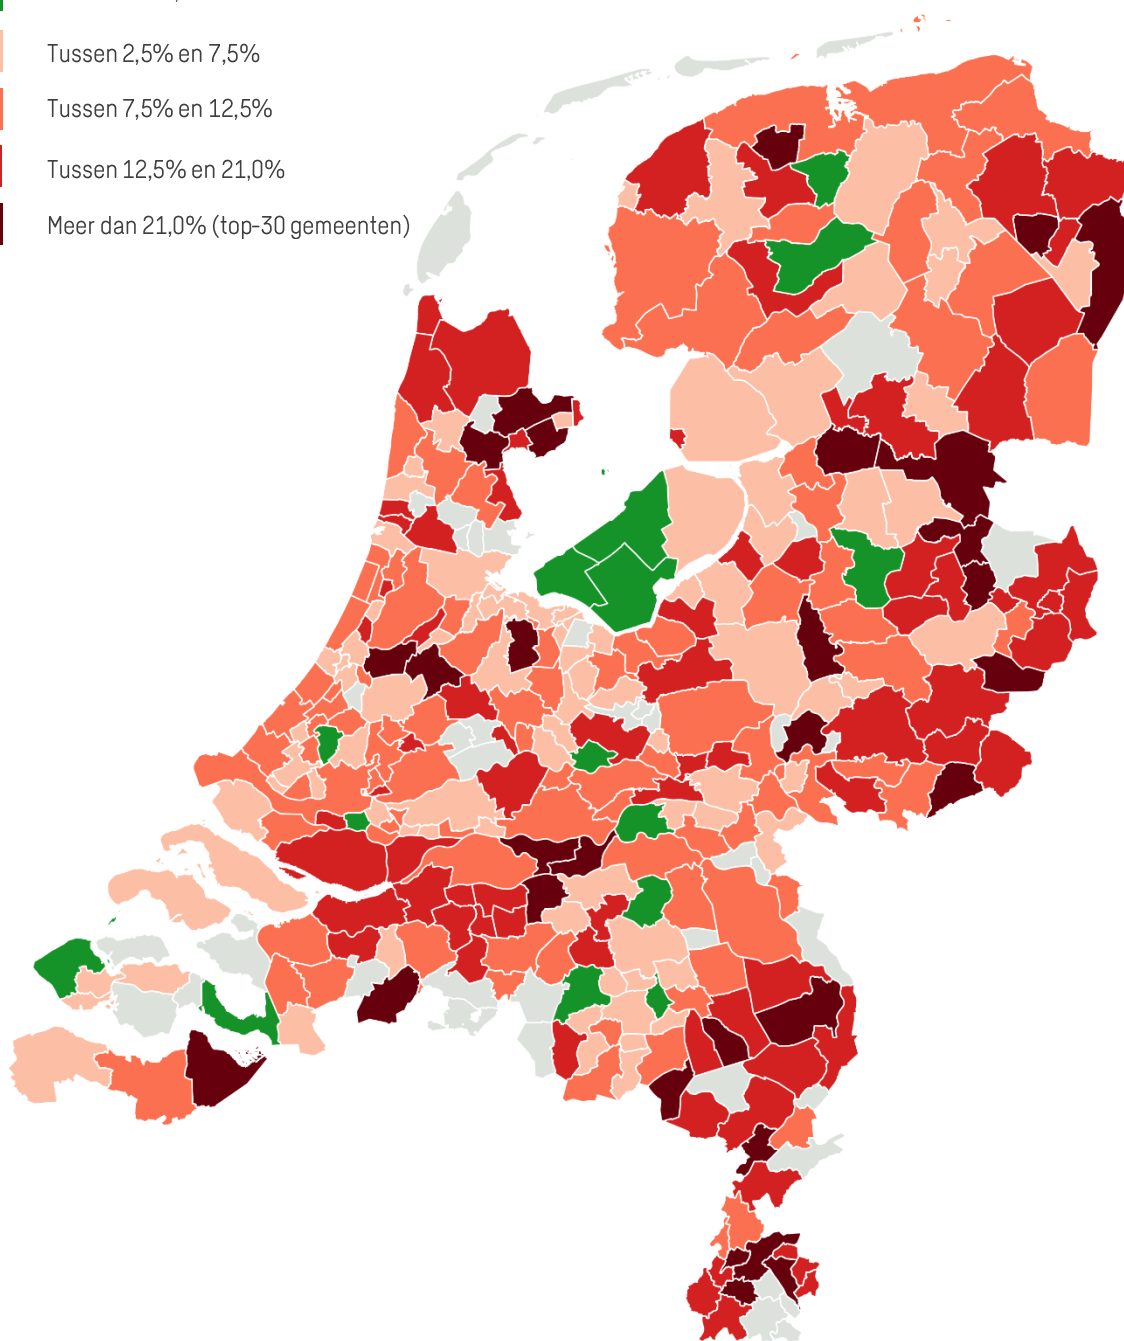 Tussen 2,5% en 7,5%
Tussen 7,5% en 12,5%
Tussen 12,5% en 21,0%
Meer dan 21,0% (top-30 gemeenten)